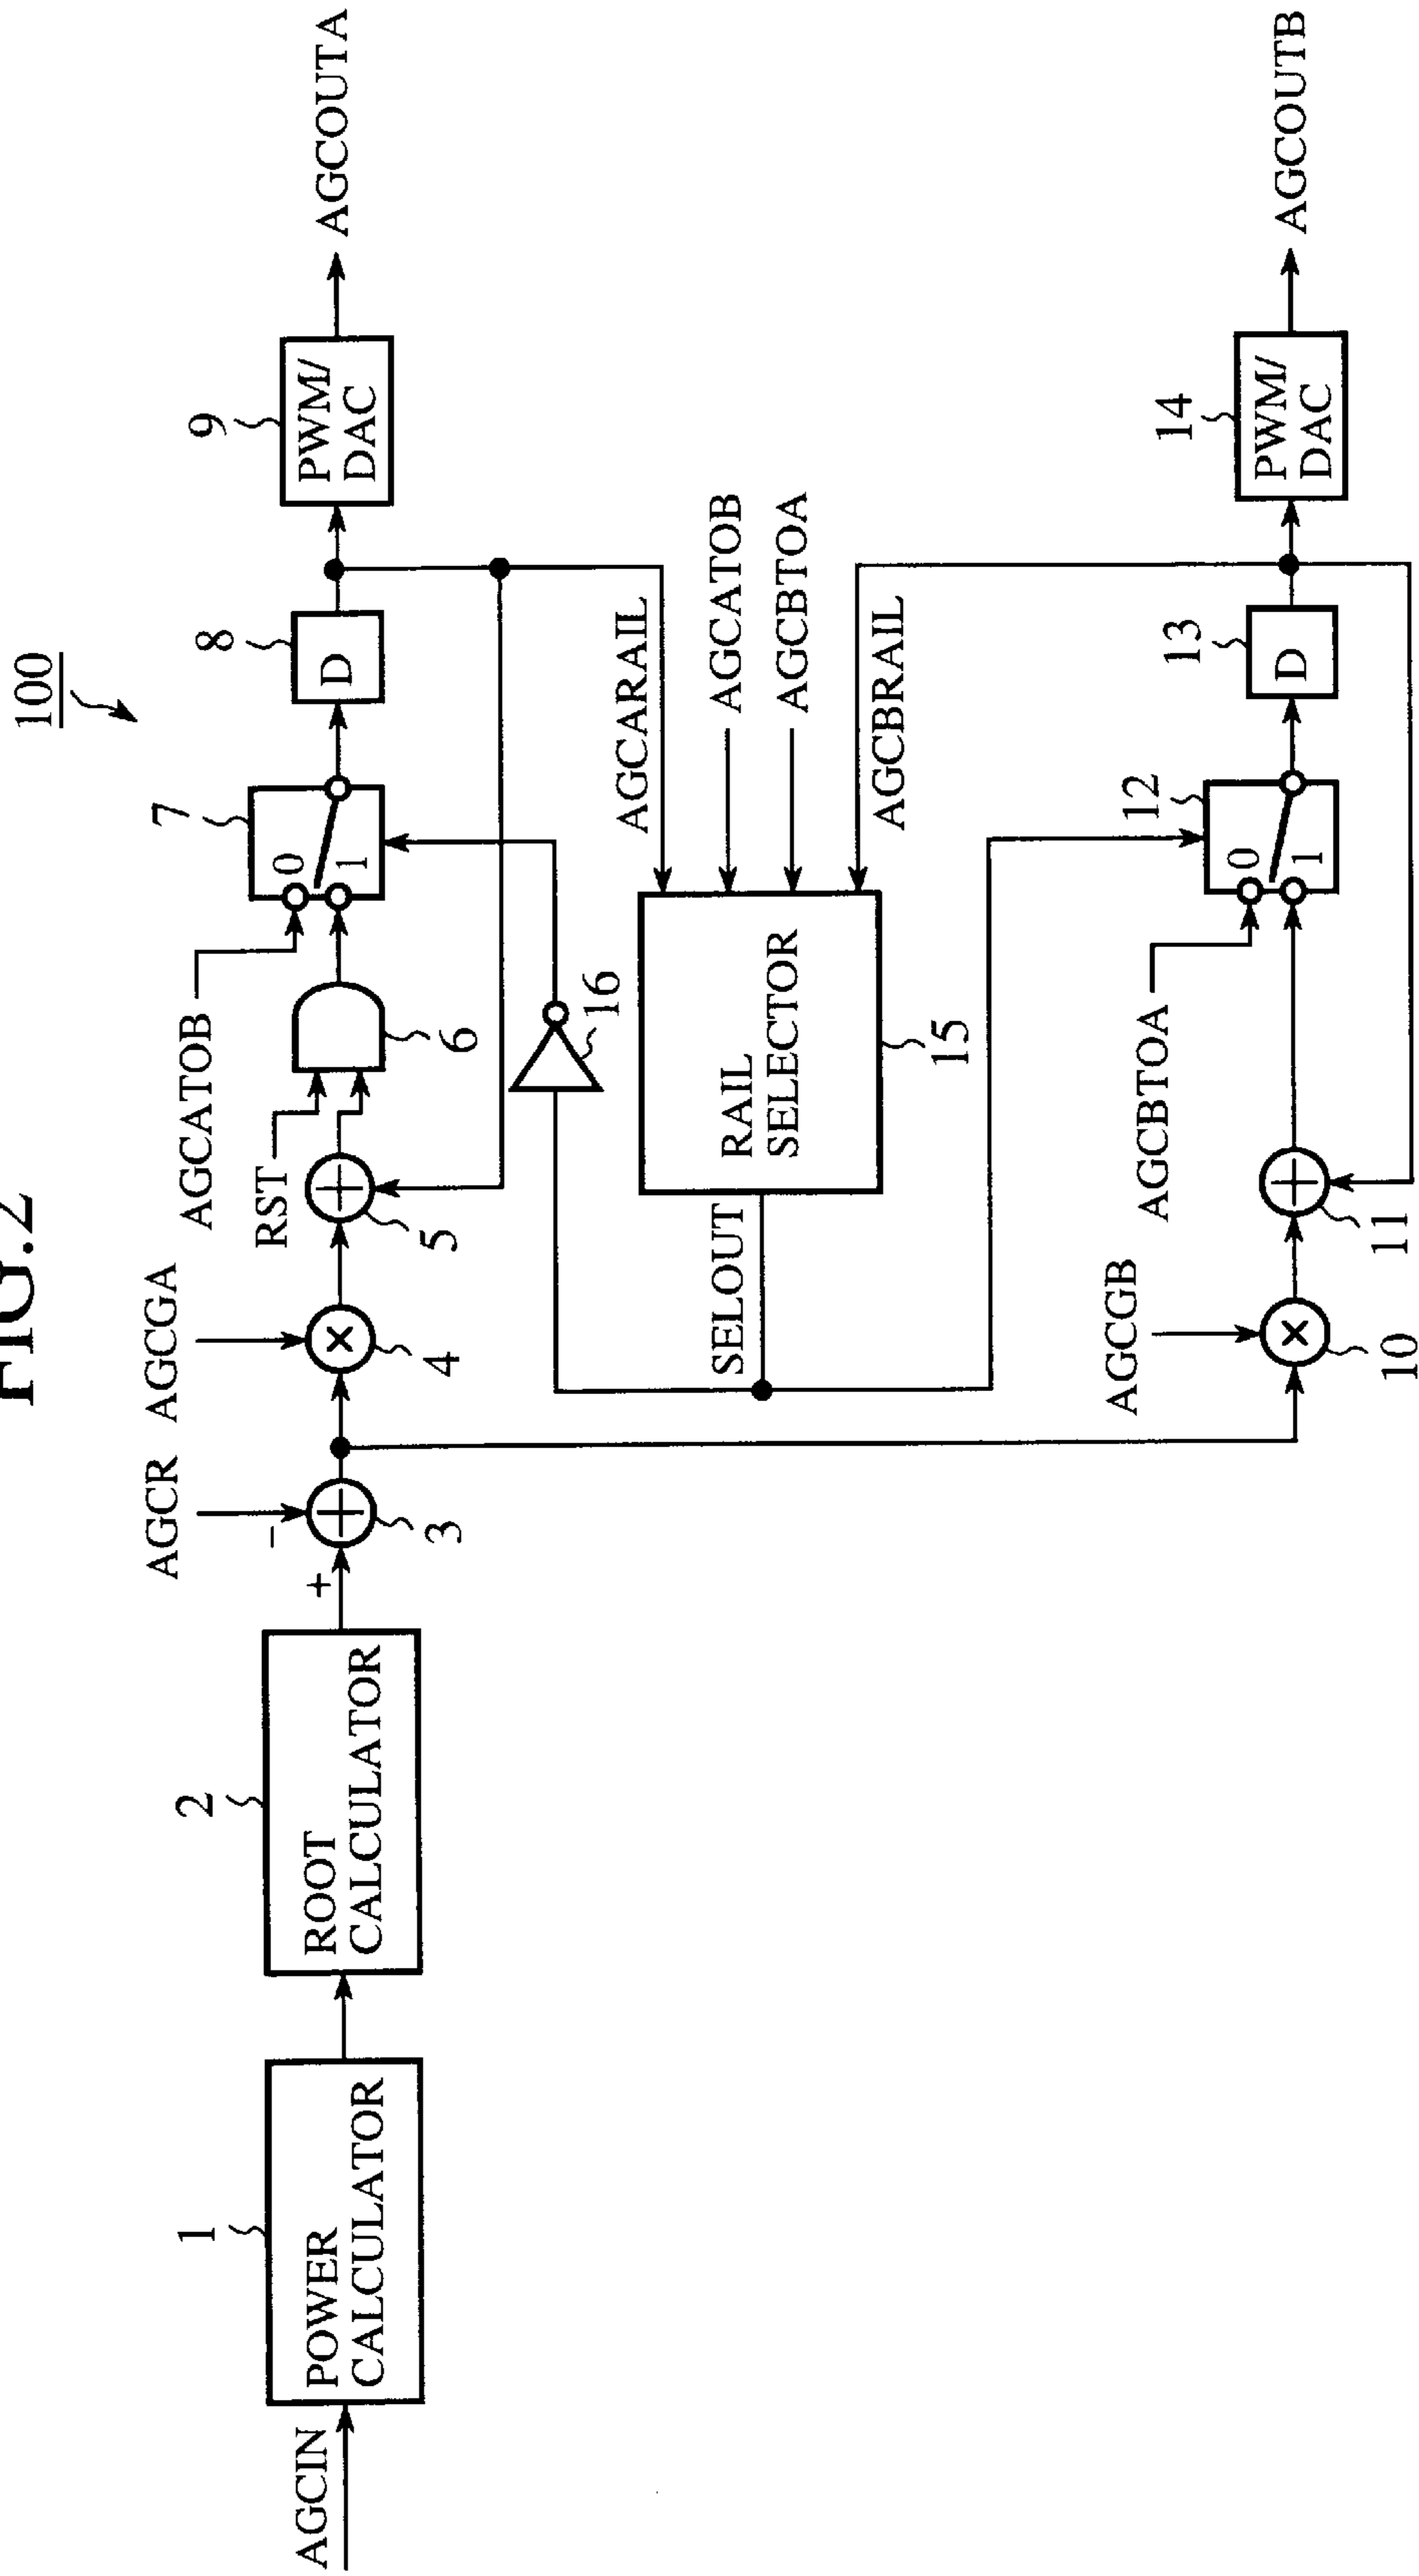 FIG.2
100
AGCIN
1
POWER
CALCULATOR
2
ROOT
CALCULATOR
+
−
AGCR
3
AGCGA
4
5
RST
6
AGCATOB
7
0
1
8
D
9
PWM/
DAC
AGCOUTA
16
SELOUT
RAIL
SELECTOR
15
AGCARAIL
AGCATOB
AGCBTOA
AGCBRAIL
AGCGB
10
11
AGCBTOA
12
0
1
13
D
14
PWM/
DAC
AGCOUTB